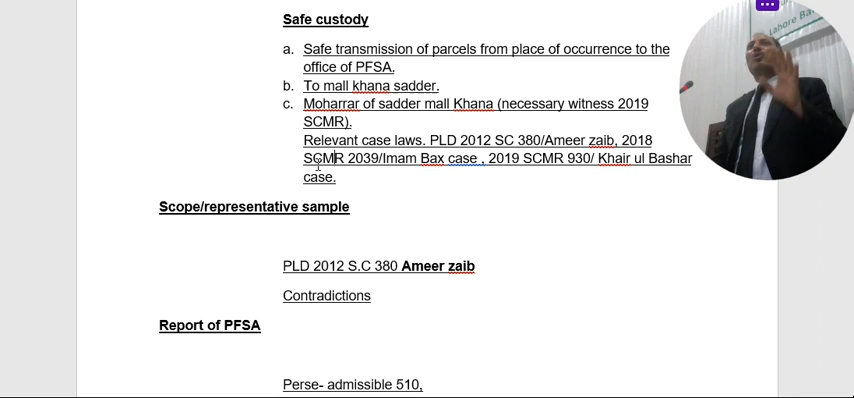 Safe custody
a. Safe transmission of parcels from place of occurrence to the
office of PFSA.
b. To mall khana sadder.
c. Moharrar of sadder mall Khana (necessary witness 2019
SCMR).
Relevant case laws. PLD 2012 SC 380/Ameer zaib, 2018
SCMR 2039/Imam Bax case , 2019 SCMR 930/ Khair ul Bashar
case.
Scope/representative sample
PLD 2012 S.C 380 Ameer zaib
Contradictions
Report of PFSA
Perse- admissible 510,
Lahore Ba